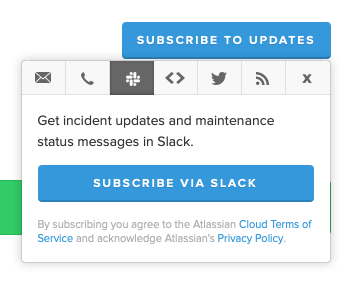 SUBSCRIBE TO UPDATES
x
Get incident updates and maintenance
status messages in Slack.
SUBSCRIBE VIA SLACK
By subscribing you agree to the Atlassian Cloud Terms of
Service and acknowledge Atlassian's Privacy Policy.